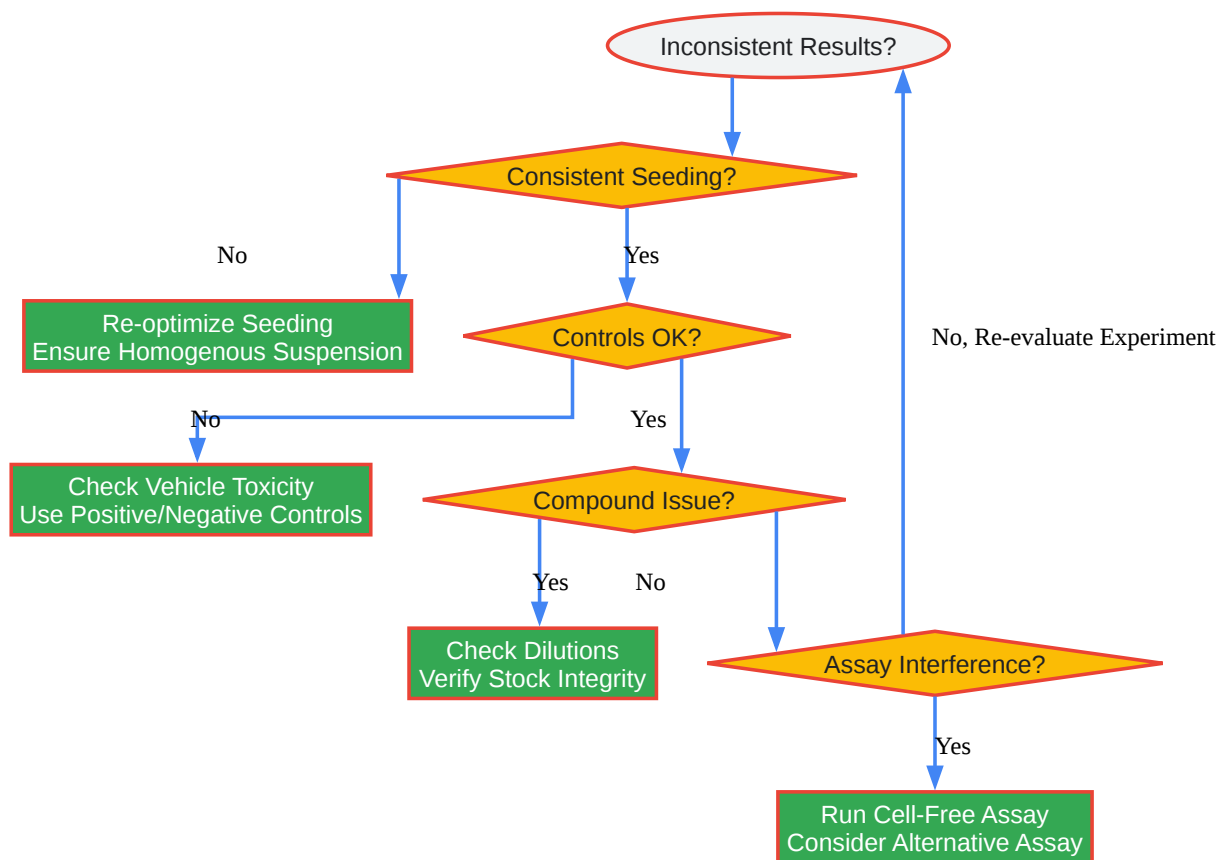 Inconsistent Results?
Consistent Seeding?
No
Yes
Re-optimize Seeding
Ensure Homogenous Suspension
Controls OK?
No, Re-evaluate Experiment
No
Yes
Check Vehicle Toxicity
Use Positive/Negative Controls
Compound Issue?
Yes
No
Check Dilutions
Verify Stock Integrity
Assay Interference?
Yes
Run Cell-Free Assay
Consider Alternative Assay